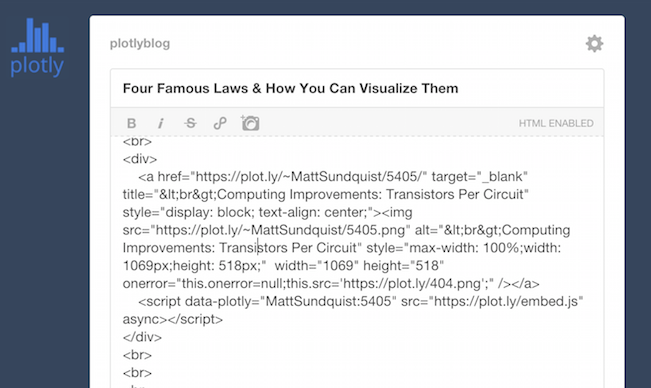 plotly
plotlyblog
Four Famous Laws & How You Can Visualize Them
B i S HTML ENABLED
<br>
<div>
<a href="https://plot.ly/~MattSundquist/5405/" target="_blank"
title="&lt;br&gt;Computing Improvements: Transistors Per Circuit"
style="display: block; text-align: center;"><img
src="https://plot.ly/~MattSundquist/5405.png" alt="&lt;br&gt;Computing
Improvements: Transistors Per Circuit" style="max-width: 100%;width:
1069px;height: 518px;"  width="1069" height="518"
onerror="this.onerror=null;this.src='https://plot.ly/404.png';" /></a>
<script data-plotly="MattSundquist:5405" src="https://plot.ly/embed.js"
async></script>
</div>
<br>
<br>